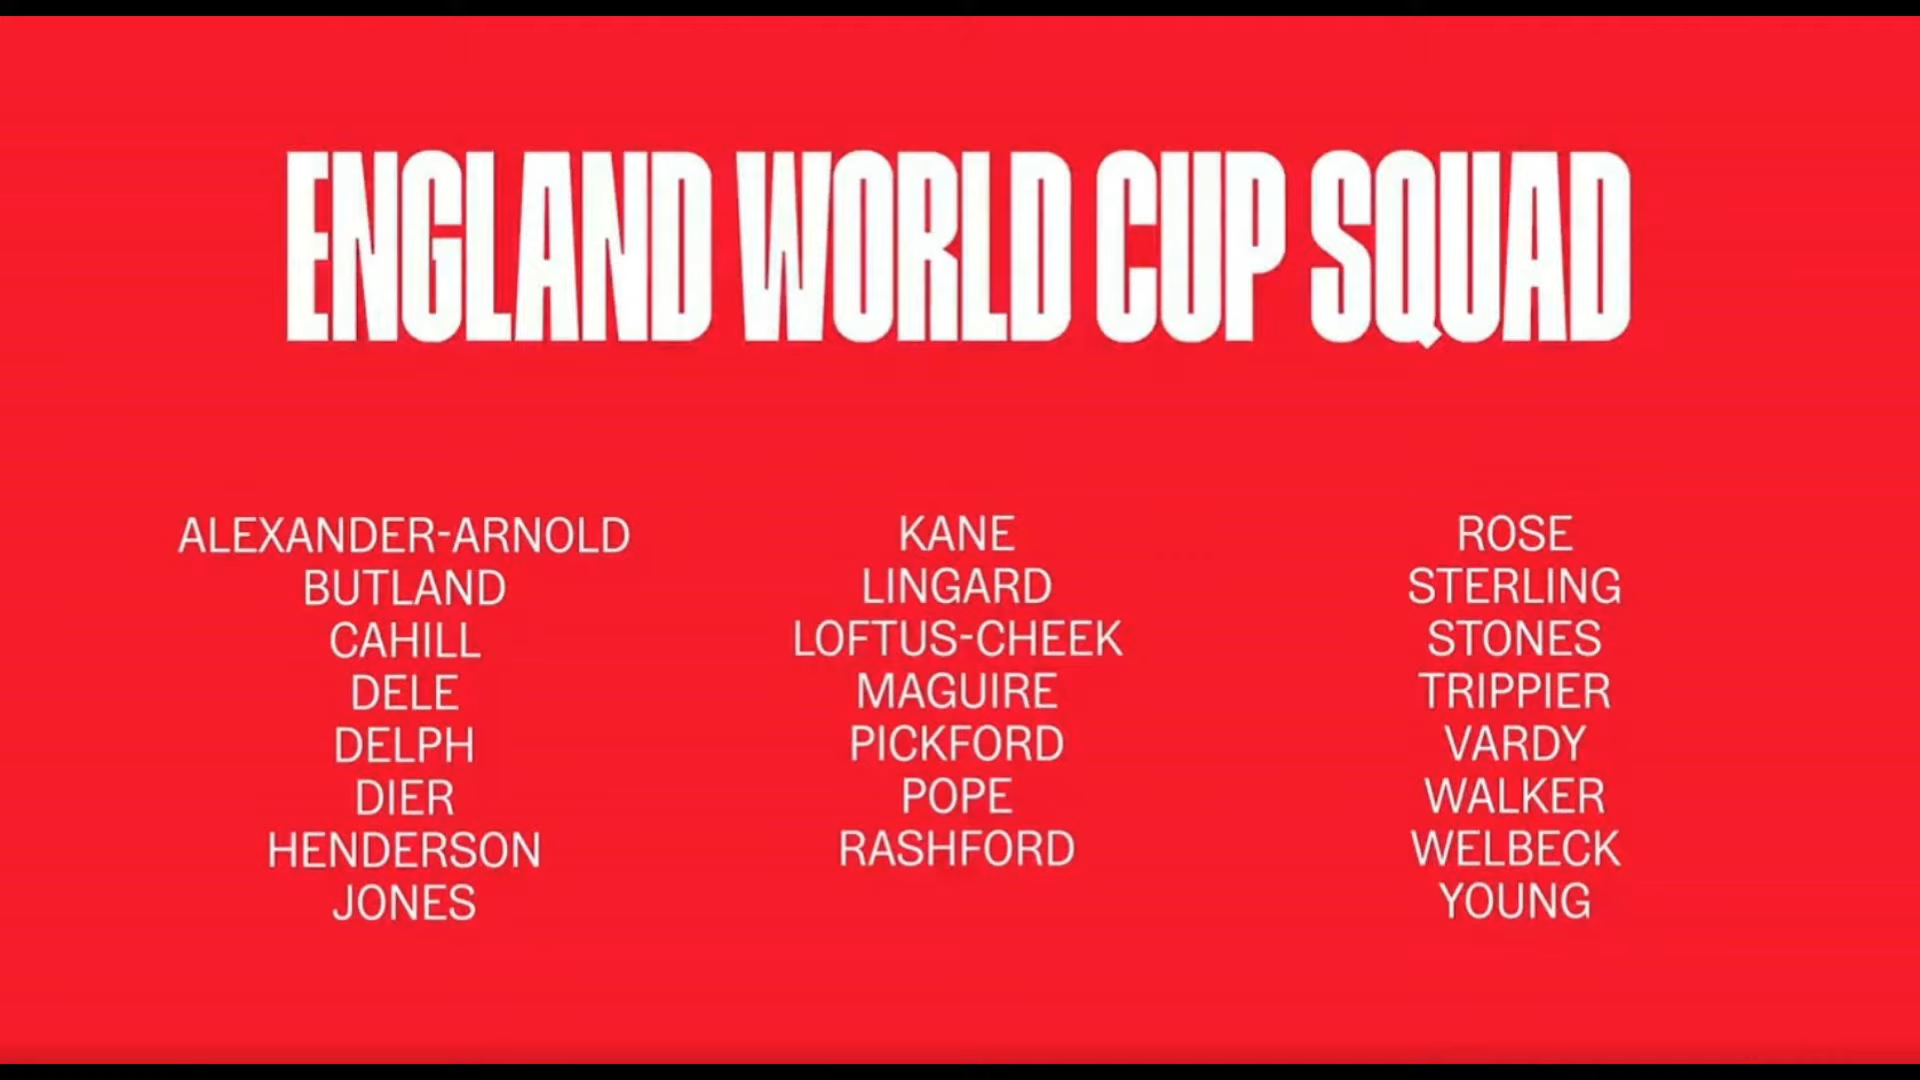 ENGLAND WORLD CUP SQUAD
ALEXANDER-ARNOLD
BUTLAND
CAHILL
DELE
DELPH
DIER
HENDERSON
JONES
KANE
LINGARD
LOFTUS-CHEEK
MAGUIRE
PICKFORD
POPE
RASHFORD
ROSE
STERLING
STONES
TRIPPIER
VARDY
WALKER
WELBECK
YOUNG